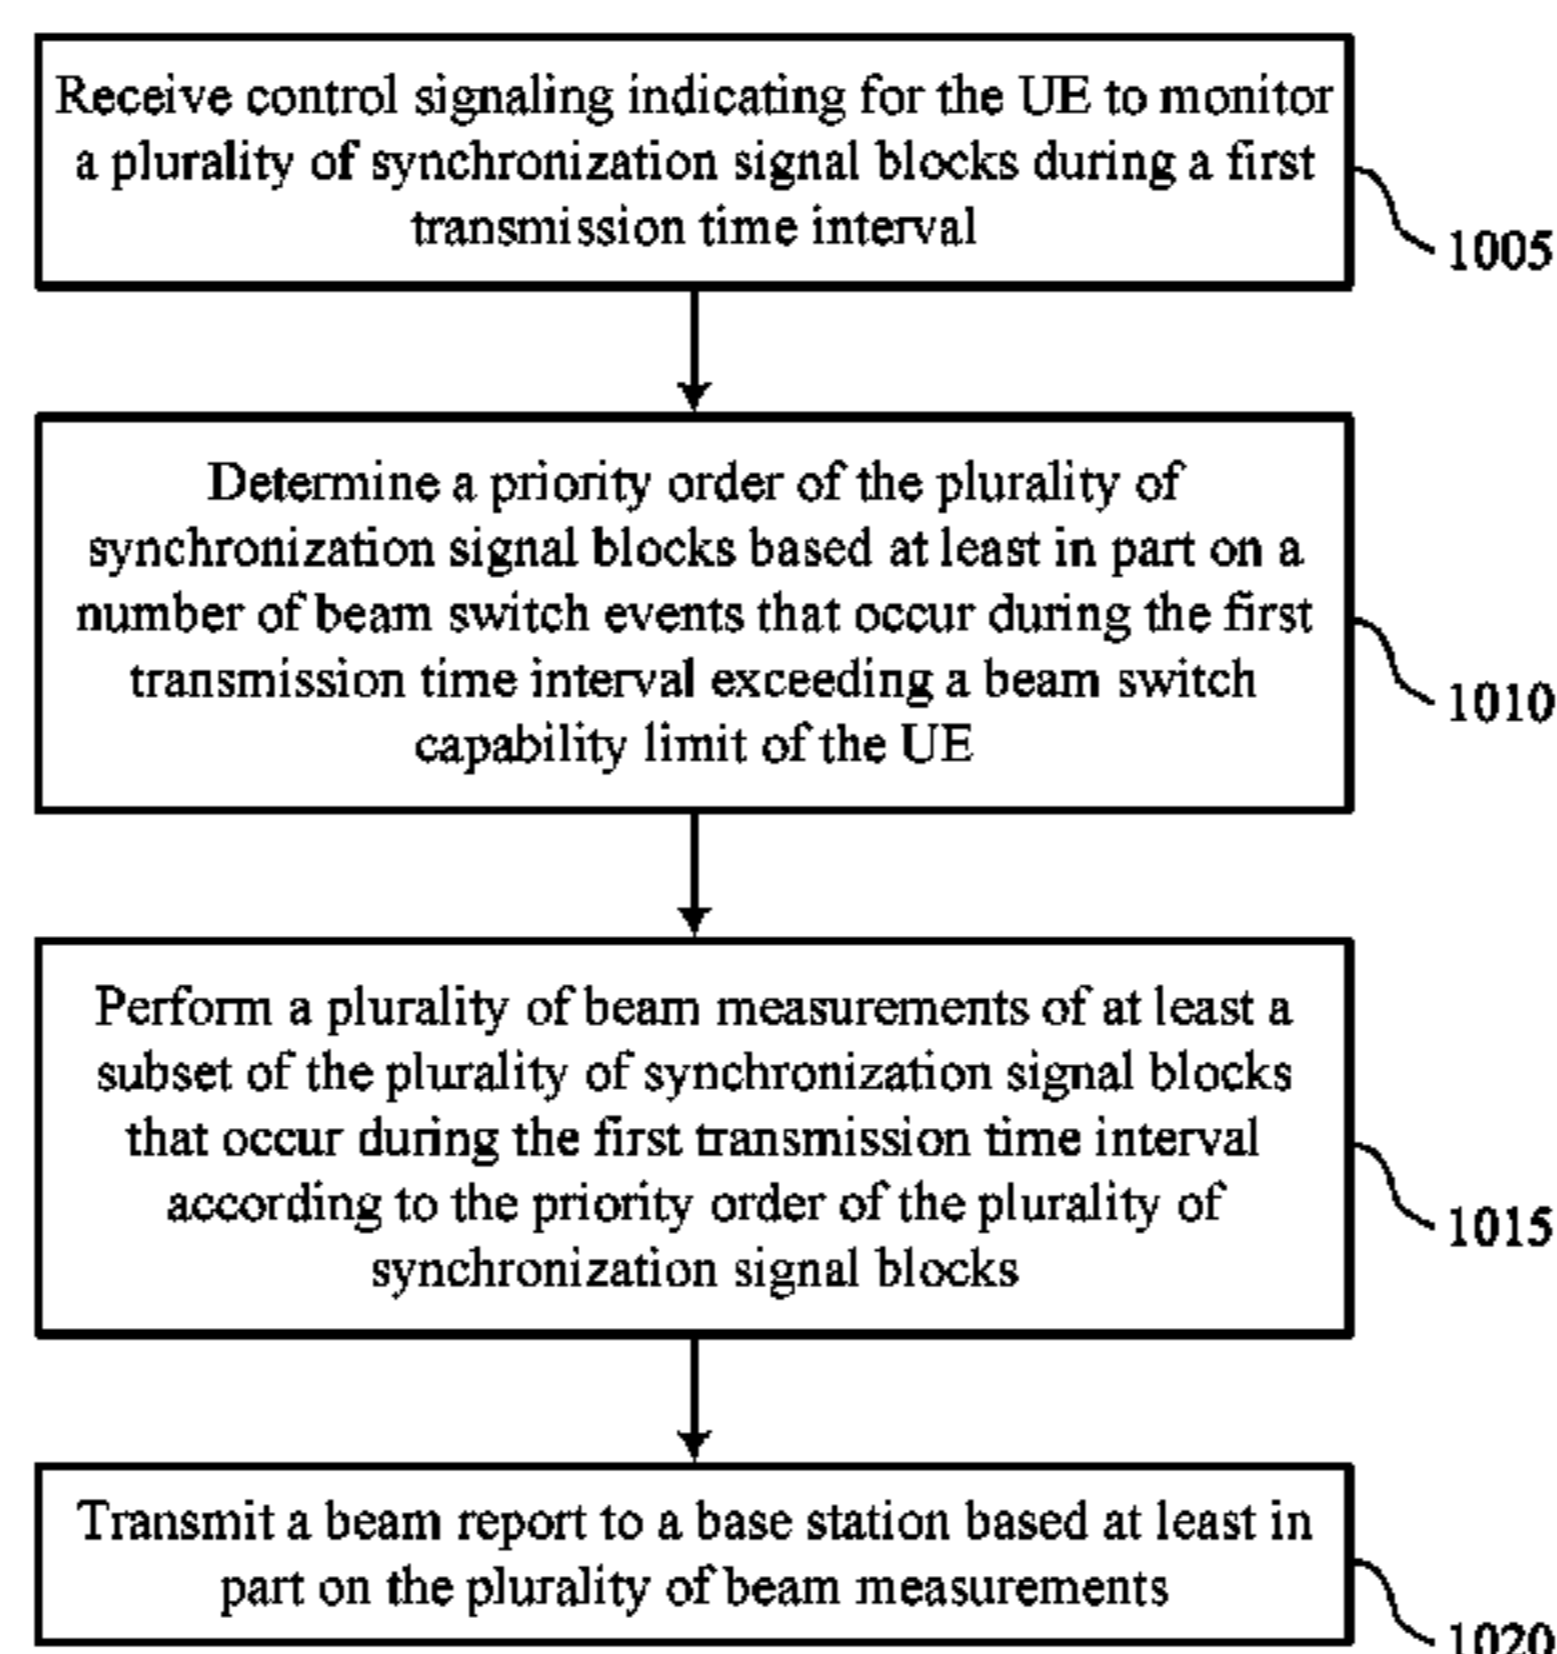 Receive control signaling indicating for the UE to monitor
a plurality of synchronization signal blocks during a first
transmission time interval
1005
Determine a priority order of the plurality of
synchronization signal blocks based at least in part on a
number of beam switch events that occur during the first
transmission time interval exceeding a beam switch
capability limit of the UE
1010
Perform a plurality of beam measurements of at least a
subset of the plurality of synchronization signal blocks
that occur during the first transmission time interval
according to the priority order of the plurality of
synchronization signal blocks
1015
Transmit a beam report to a base station based at least in
part on the plurality of beam measurements
1020